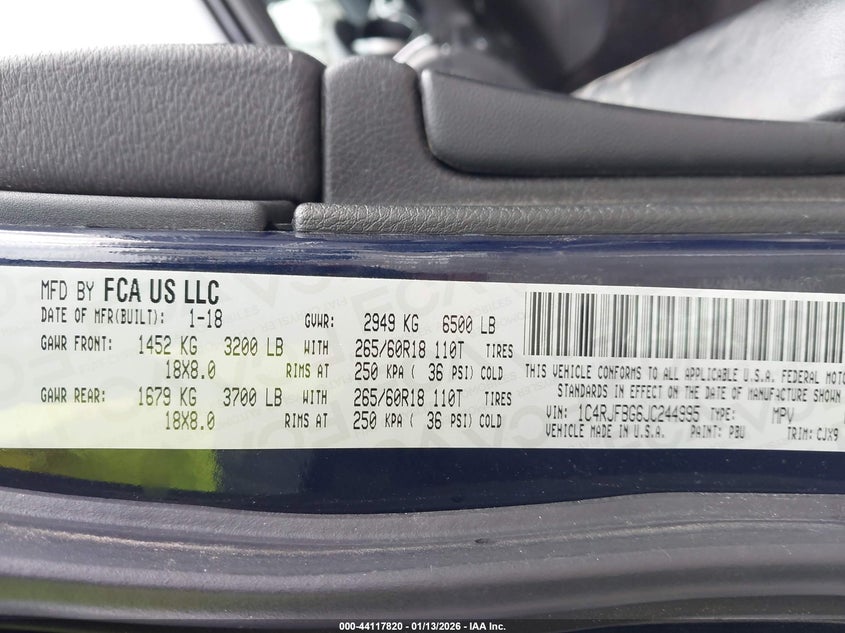 MFD BY FCA US LLC
DATE OF MFR(BUILT): 1-18 GVWR: 2949 KG 6500 LB
GAWR FRONT: 1452 KG 3200 LB WITH 265/60R18 110T TIRES
18X8.0 RIMS AT 250 KPA ( 36 PSI) COLD
GAWR REAR: 1679 KG 3700 LB WITH 265/60R18 110T TIRES
18X8.0 RIMS AT 250 KPA ( 36 PSI) COLD
THIS VEHICLE CONFORMS TO ALL APPLICABLE U.S.A. FEDERAL MOTOR
STANDARDS IN EFFECT ON THE DATE OF MANUFACTURE SHOWN
VIN: 1C4RJFBG6JC244995 TYPE: MPV
VEHICLE MADE IN U.S.A. PAINT: PBU TRIM: CJX9
000-44117820 - 01/13/2026 - IAA Inc.